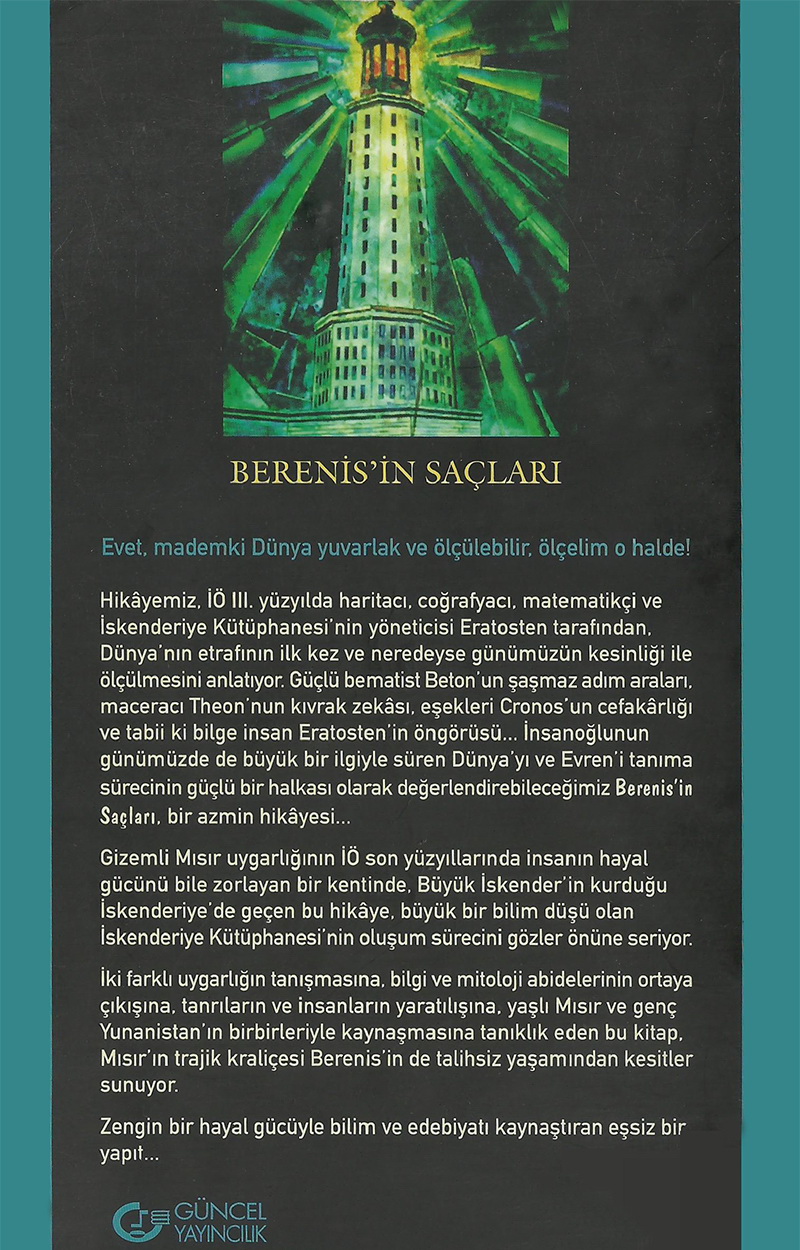 BERENİS'İN SAÇLARI
Evet, mademki Dünya yuvarlak ve ölçülebilir, ölçelim o halde!
Hikâyemiz, İÖ III. yüzyılda haritacı, coğrafyacı, matematikçi ve
İskenderiye Kütüphanesi'nin yöneticisi Eratosten tarafından,
Dünya'nın etrafının ilk kez ve neredeyse günümüzün kesinliği ile
ölçülmesini anlatıyor. Güçlü bematist Beton'un şaşmaz adım araları,
maceracı Theon'nun kıvrak zekâsı, eşekleri Cronos'un cefakârlığı
ve tabii ki bilge insan Eratosten'in öngörüsü... İnsanoğlunun
günümüzde de büyük bir ilgiyle süren Dünya'yı ve Evren'i tanıma
sürecinin güçlü bir halkası olarak değerlendirebileceğimiz Berenis'in
Saçları, bir azmin hikâyesi...
Gizemli Mısır uygarlığının İÖ son yüzyıllarında insanın hayal
gücünü bile zorlayan bir kentinde, Büyük İskender'in kurduğu
İskenderiye'de geçen bu hikâye, büyük bir bilim düşü olan
İskenderiye Kütüphanesi'nin oluşum sürecini gözler önüne seriyor.
İki farklı uygarlığın tanışmasına, bilgi ve mitoloji abidelerinin ortaya
çıkışına, tanrıların ve insanların yaratılışına, yaşlı Mısır ve genç
Yunanistan'ın birbirleriyle kaynaşmasına tanıklık eden bu kitap,
Mısır'ın trajik kraliçesi Berenis'in de talihsiz yaşamından kesitler
sunuyor.
Zengin bir hayal gücüyle bilim ve edebiyatı kaynaştıran eşsiz bir
yapıt...
GÜNCEL
YAYINCILIK